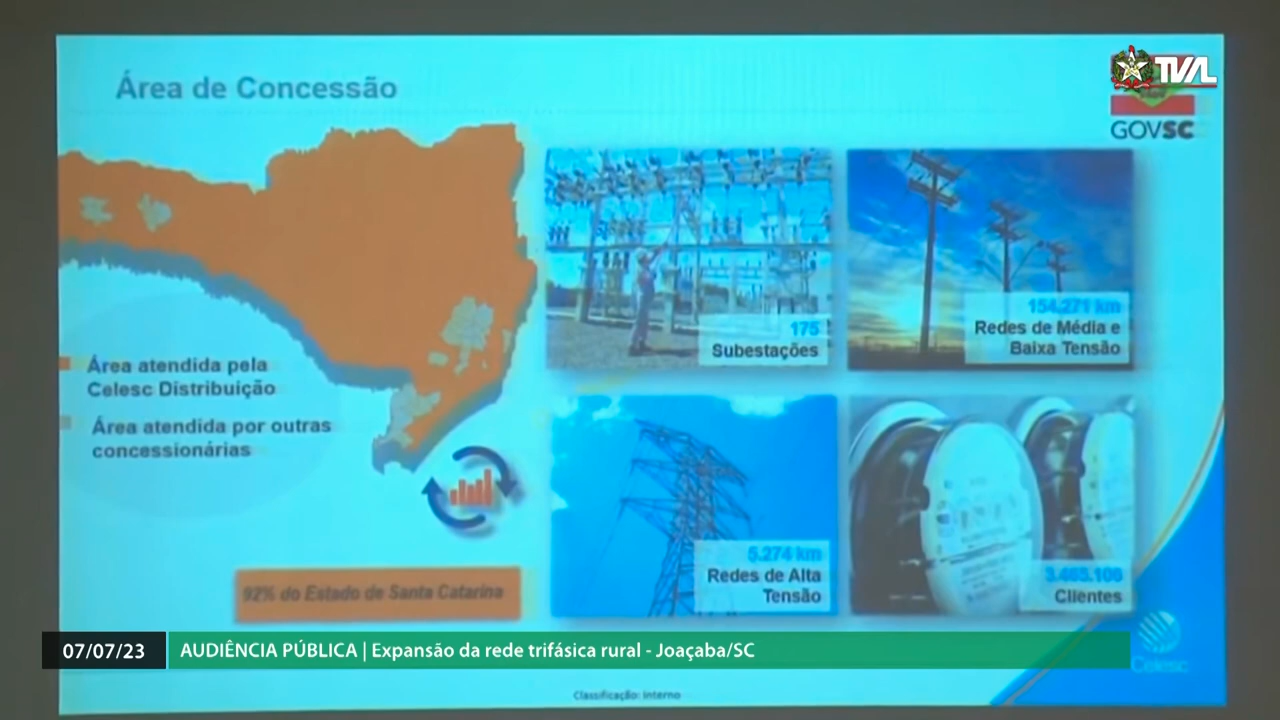 Área de Concessão
TVAL
GOVSC
175
Subestações
154.271 km
Redes de Média e
Baixa Tensão
Área atendida pela
Celesc Distribuição
Área atendida por outras
concessionárias
5.274 km
Redes de Alta
Tensão
Clientes
92% do Estado de Santa Catarina
07/07/23
AUDIÊNCIA PÚBLICA | Expansão da rede trifásica rural - Joaçaba/SC
Celesc
Classificação: Interno